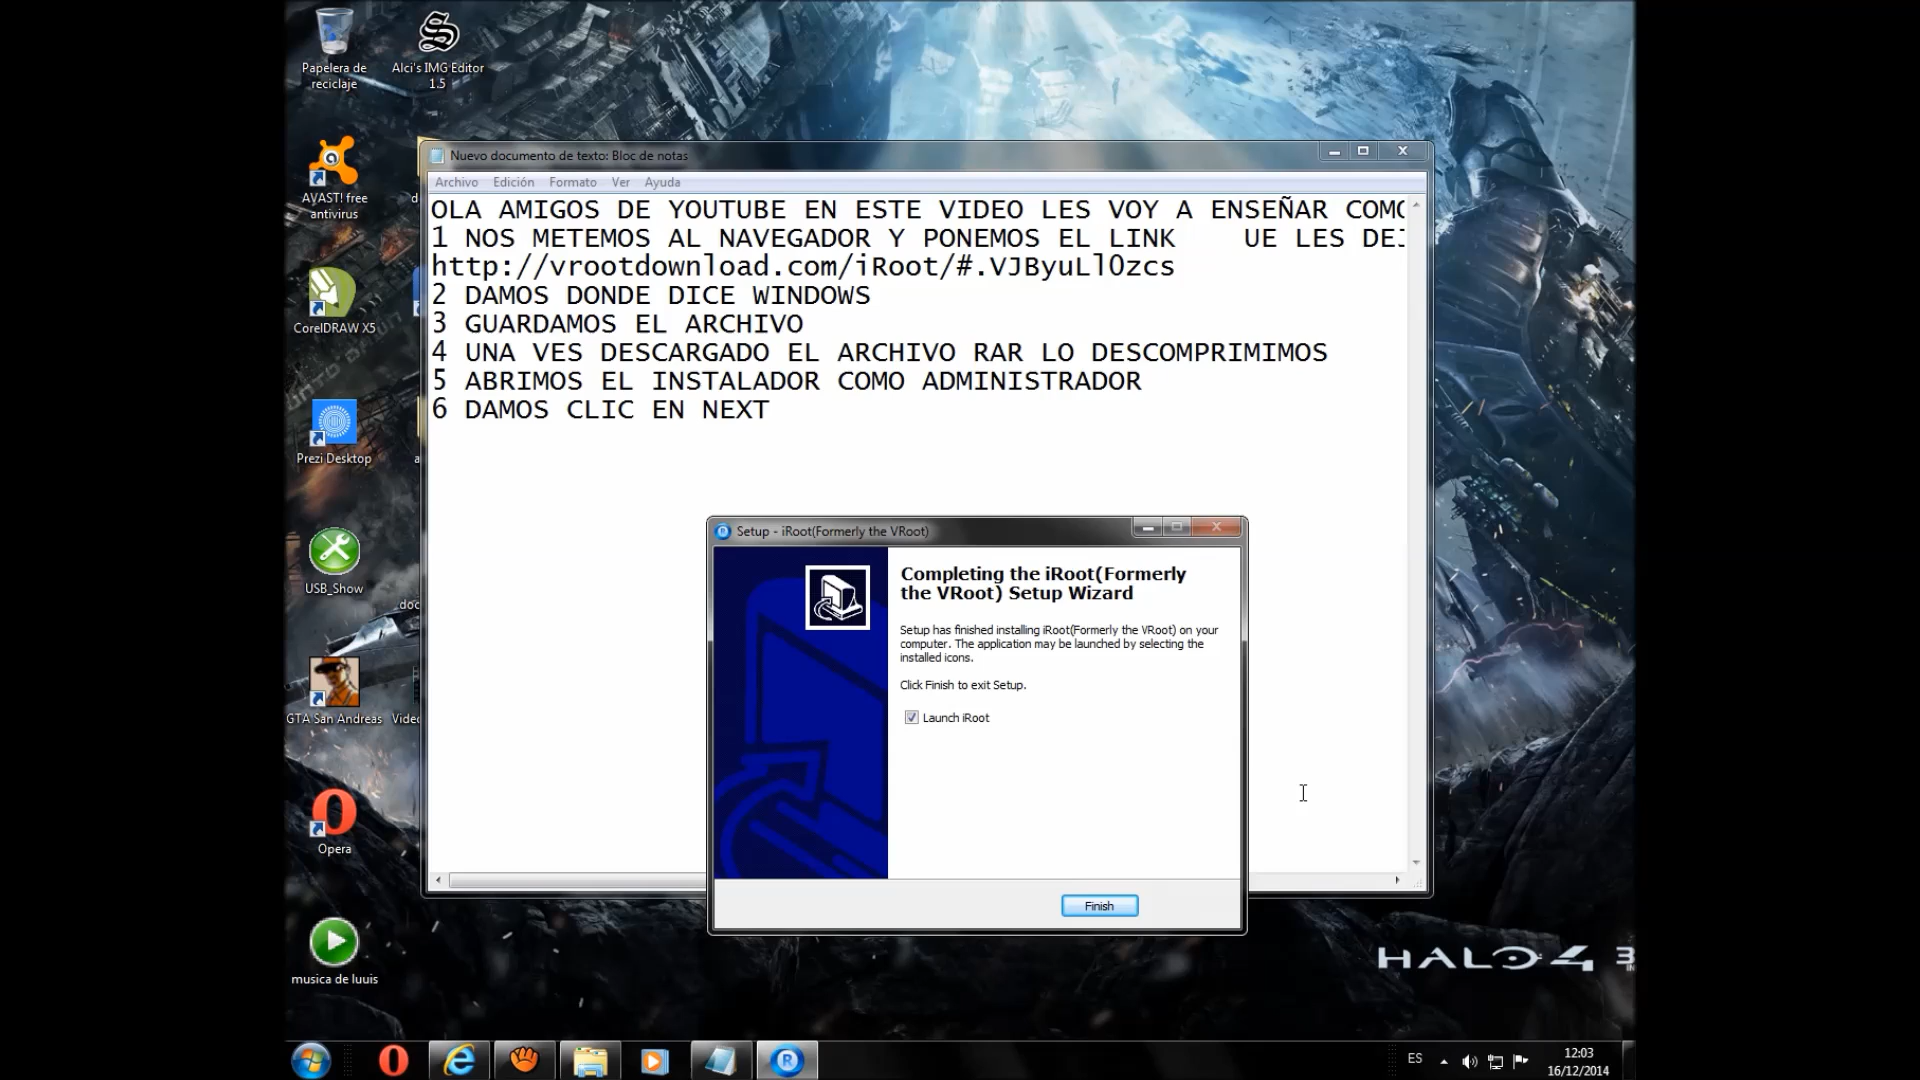 Papelera de
reciclaje
Alci's IMG Editor
1.5
AVAST! free
antivirus
CorelDRAW X5
Prezi Desktop
USB_Show
GTA San Andreas
Opera
musica de luuis
Nuevo documento de texto: Bloc de notas
Archivo Edición Formato Ver Ayuda
OLA AMIGOS DE YOUTUBE EN ESTE VIDEO LES VOY A ENSEÑAR COMO
1 NOS METEMOS AL NAVEGADOR Y PONEMOS EL LINK UE LES DEJ
http://vrootdownload.com/iRoot/#.VJByuLl0zcs
2 DAMOS DONDE DICE WINDOWS
3 GUARDAMOS EL ARCHIVO
4 UNA VES DESCARGADO EL ARCHIVO RAR LO DESCOMPRIMIMOS
5 ABRIMOS EL INSTALADOR COMO ADMINISTRADOR
6 DAMOS CLIC EN NEXT
Setup - iRoot(Formerly the VRoot)
Completing the iRoot(Formerly
the VRoot) Setup Wizard
Setup has finished installing iRoot(Formerly the VRoot) on your
computer. The application may be launched by selecting the
installed icons.
Click Finish to exit Setup.
Launch iRoot
Finish
HALO 4
ES
12:03
16/12/2014